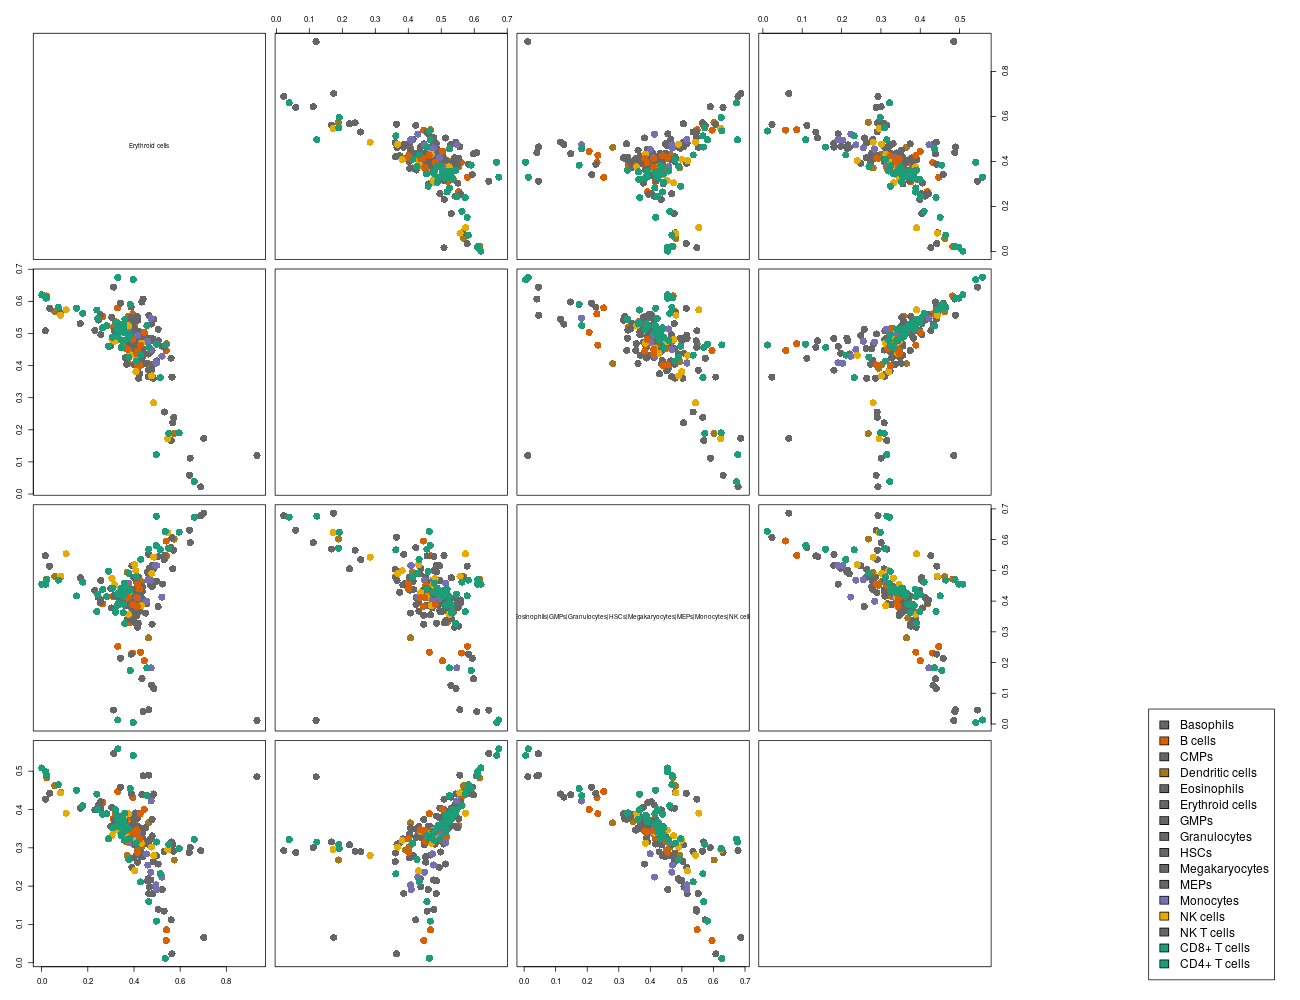 0.0 0.1 0.2 0.3 0.4 0.5 0.6 0.7
0.0 0.1 0.2 0.3 0.4 0.5
Erythroid cells
0.0 0.2 0.4 0.6 0.8
0.0 0.1 0.2 0.3 0.4 0.5 0.6 0.7
Eosinophils|GMPs|Granulocytes|HSCs|Megakaryocytes|MEPs|Monocytes|NK cell
0.0 0.1 0.2 0.3 0.4 0.5 0.6 0.7
0.0 0.1 0.2 0.3 0.4 0.5
0.0 0.2 0.4 0.6 0.8
0.0 0.1 0.2 0.3 0.4 0.5 0.6 0.7
Basophils
B cells
CMPs
Dendritic cells
Eosinophils
Erythroid cells
GMPs
Granulocytes
HSCs
Megakaryocytes
MEPs
Monocytes
NK cells
NK T cells
CD8+ T cells
CD4+ T cells